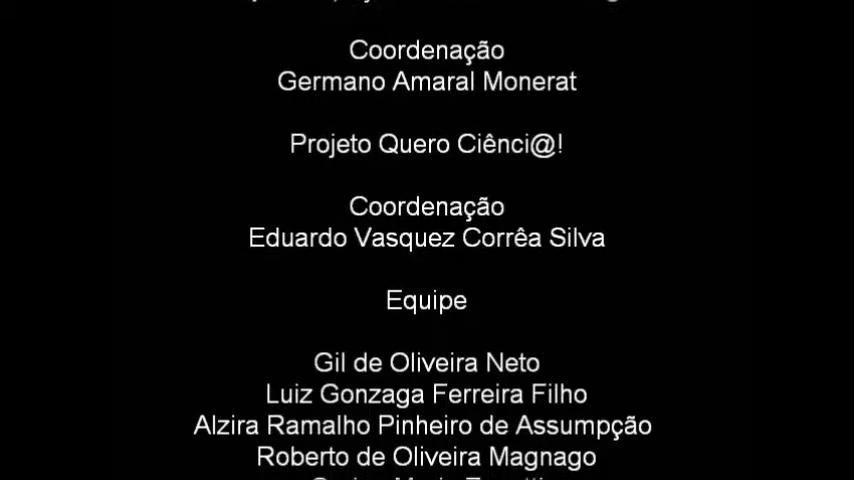 Coordenação
Germano Amaral Monerat
Projeto Quero Ciênci@!
Coordenação
Eduardo Vasquez Corrêa Silva
Equipe
Gil de Oliveira Neto
Luiz Gonzaga Ferreira Filho
Alzira Ramalho Pinheiro de Assumpção
Roberto de Oliveira Magnago